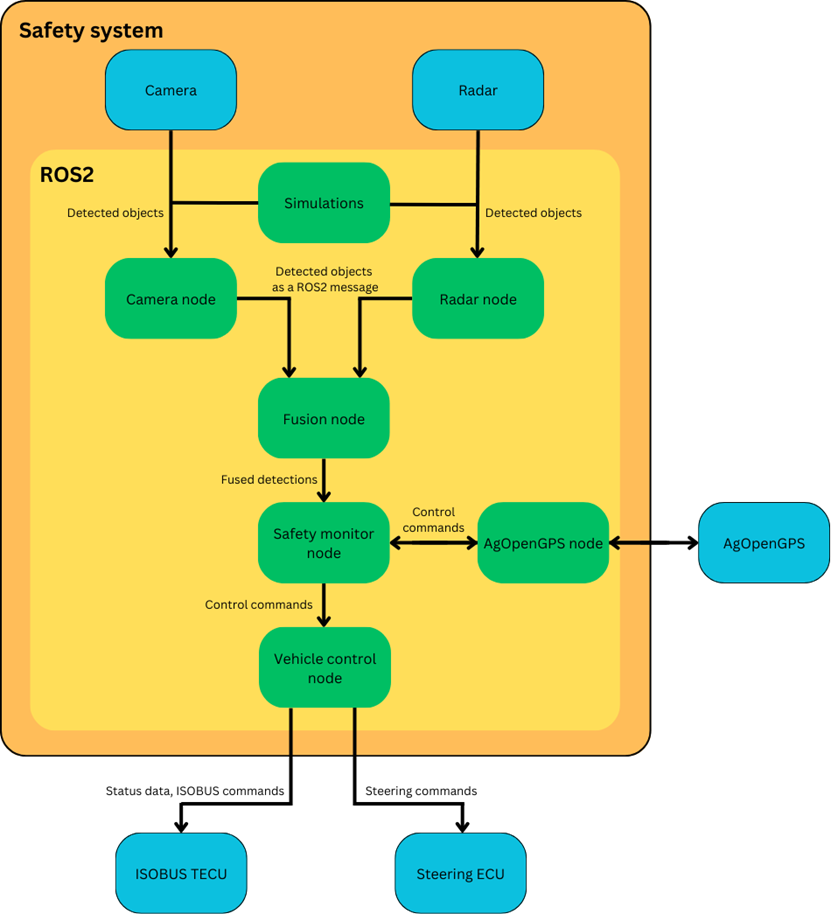 Safety system
Camera
Radar
ROS2
Simulations
Detected objects
Detected objects
Camera node
Detected objects
as a ROS2 message
Radar node
Fusion node
Fused detections
Safety monitor
node
Control
commands
AgOpenGPS node
AgOpenGPS
Control commands
Vehicle control
node
Status data, ISOBUS commands
Steering commands
ISOBUS TECU
Steering ECU